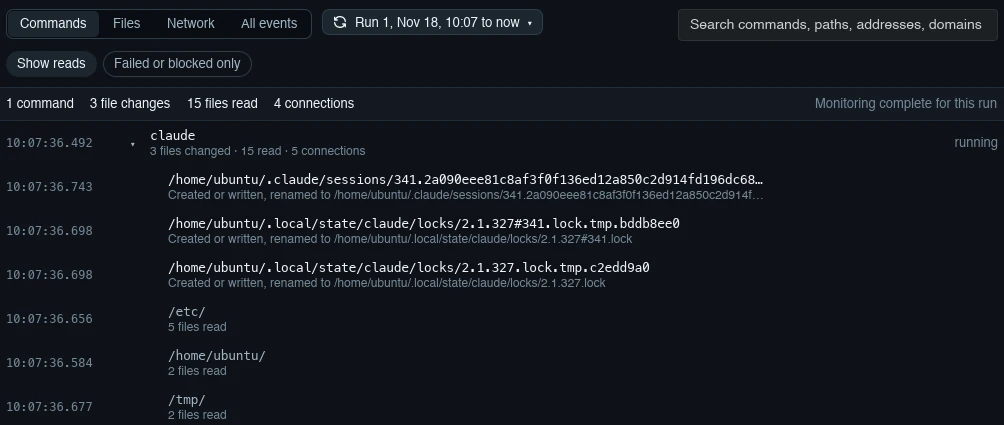 Commands Files Network All events Run 1, Nov 18, 10:07 to now Search commands, paths, addresses, domains
Show reads Failed or blocked only
1 command 3 file changes 15 files read 4 connections Monitoring complete for this run
10:07:36.492 claude running
3 files changed · 15 read · 5 connections
10:07:36.743 /home/ubuntu/.claude/sessions/341.2a090eee81c8af3f0f136ed12a850c2d914fd196dc68…
Created or written, renamed to /home/ubuntu/.claude/sessions/341.2a090eee81c8af3f0f136ed12a850c2d914f…
10:07:36.698 /home/ubuntu/.local/state/claude/locks/2.1.327#341.lock.tmp.bddb8ee0
Created or written, renamed to /home/ubuntu/.local/state/claude/locks/2.1.327#341.lock
10:07:36.698 /home/ubuntu/.local/state/claude/locks/2.1.327.lock.tmp.c2edd9a0
Created or written, renamed to /home/ubuntu/.local/state/claude/locks/2.1.327.lock
10:07:36.656 /etc/
5 files read
10:07:36.584 /home/ubuntu/
2 files read
10:07:36.677 /tmp/
2 files read